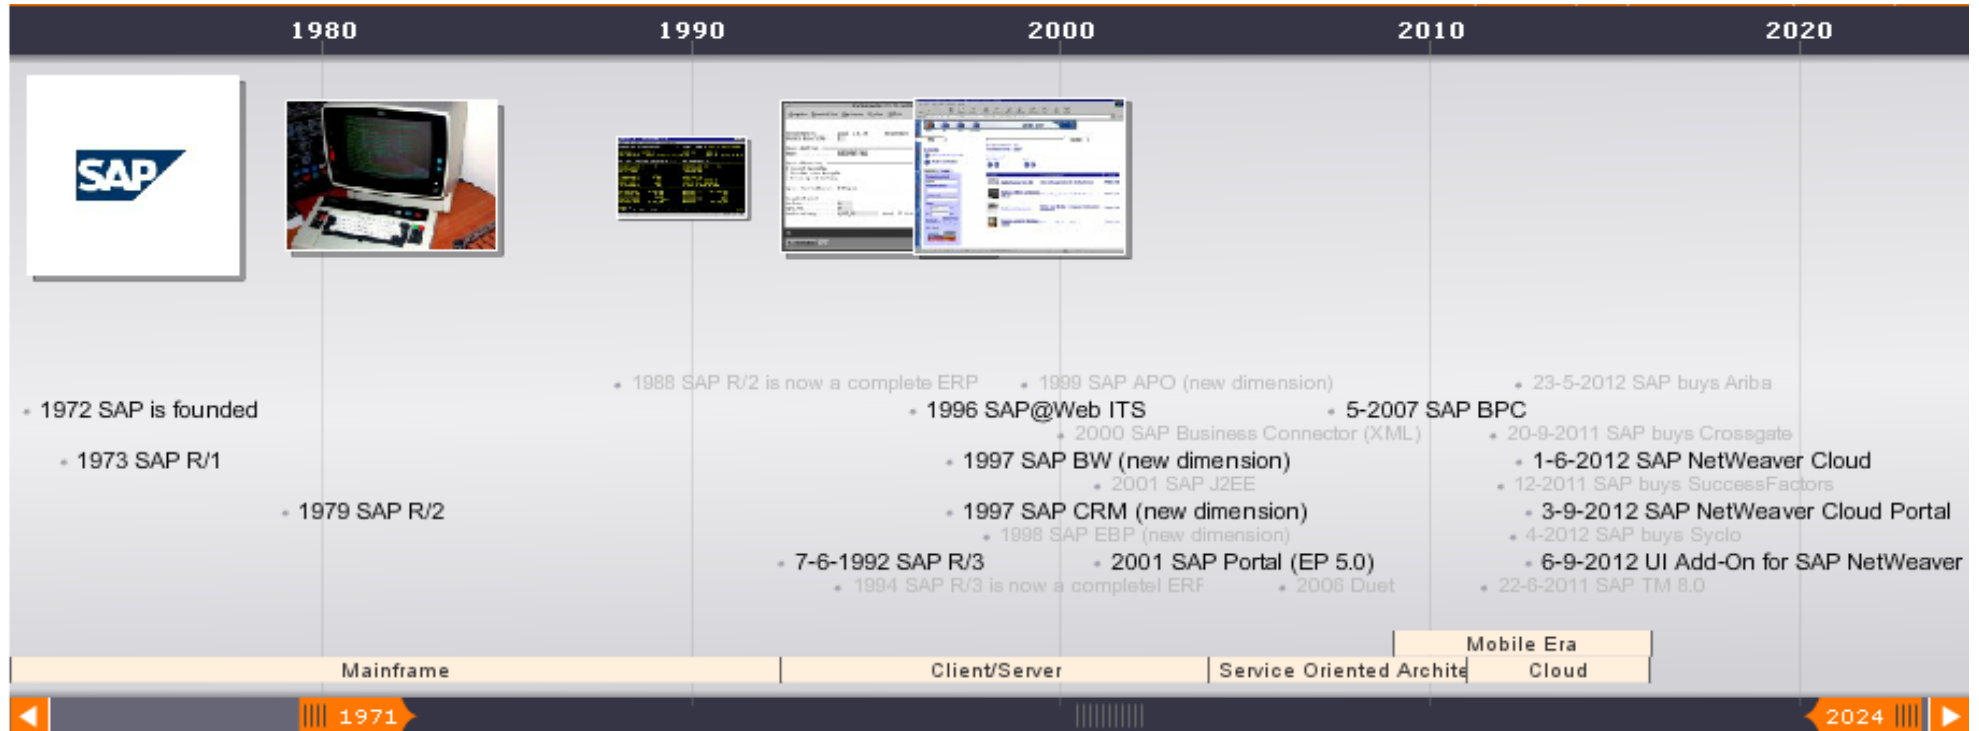 1980 1990 2000 2010 2020
SAP
1988 SAP R/2 is now a complete ERP
1999 SAP APO (new dimension)
23-5-2012 SAP buys Ariba
1972 SAP is founded
1996 SAP@Web ITS
5-2007 SAP BPC
2000 SAP Business Connector (XML)
20-9-2011 SAP buys Crossgate
1973 SAP R/1
1997 SAP BW (new dimension)
1-6-2012 SAP NetWeaver Cloud
2001 SAP J2EE
12-2011 SAP buys SuccessFactors
1979 SAP R/2
1997 SAP CRM (new dimension)
3-9-2012 SAP NetWeaver Cloud Portal
1998 SAP EBP (new dimension)
4-2012 SAP buys Syclo
7-6-1992 SAP R/3
2001 SAP Portal (EP 5.0)
6-9-2012 UI Add-On for SAP NetWeaver
1994 SAP R/3 is now a completel ERP
2006 Duet
22-6-2011 SAP TM 8.0
Mobile Era
Mainframe
Client/Server
Service Oriented Archite
Cloud
1971
2024